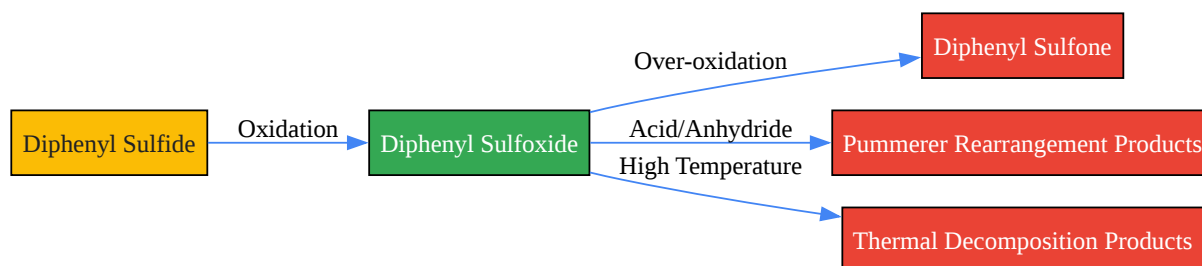 Diphenyl Sulfide
Oxidation
Diphenyl Sulfoxide
Over-oxidation
Diphenyl Sulfone
Acid/Anhydride
Pummerer Rearrangement Products
High Temperature
Thermal Decomposition Products